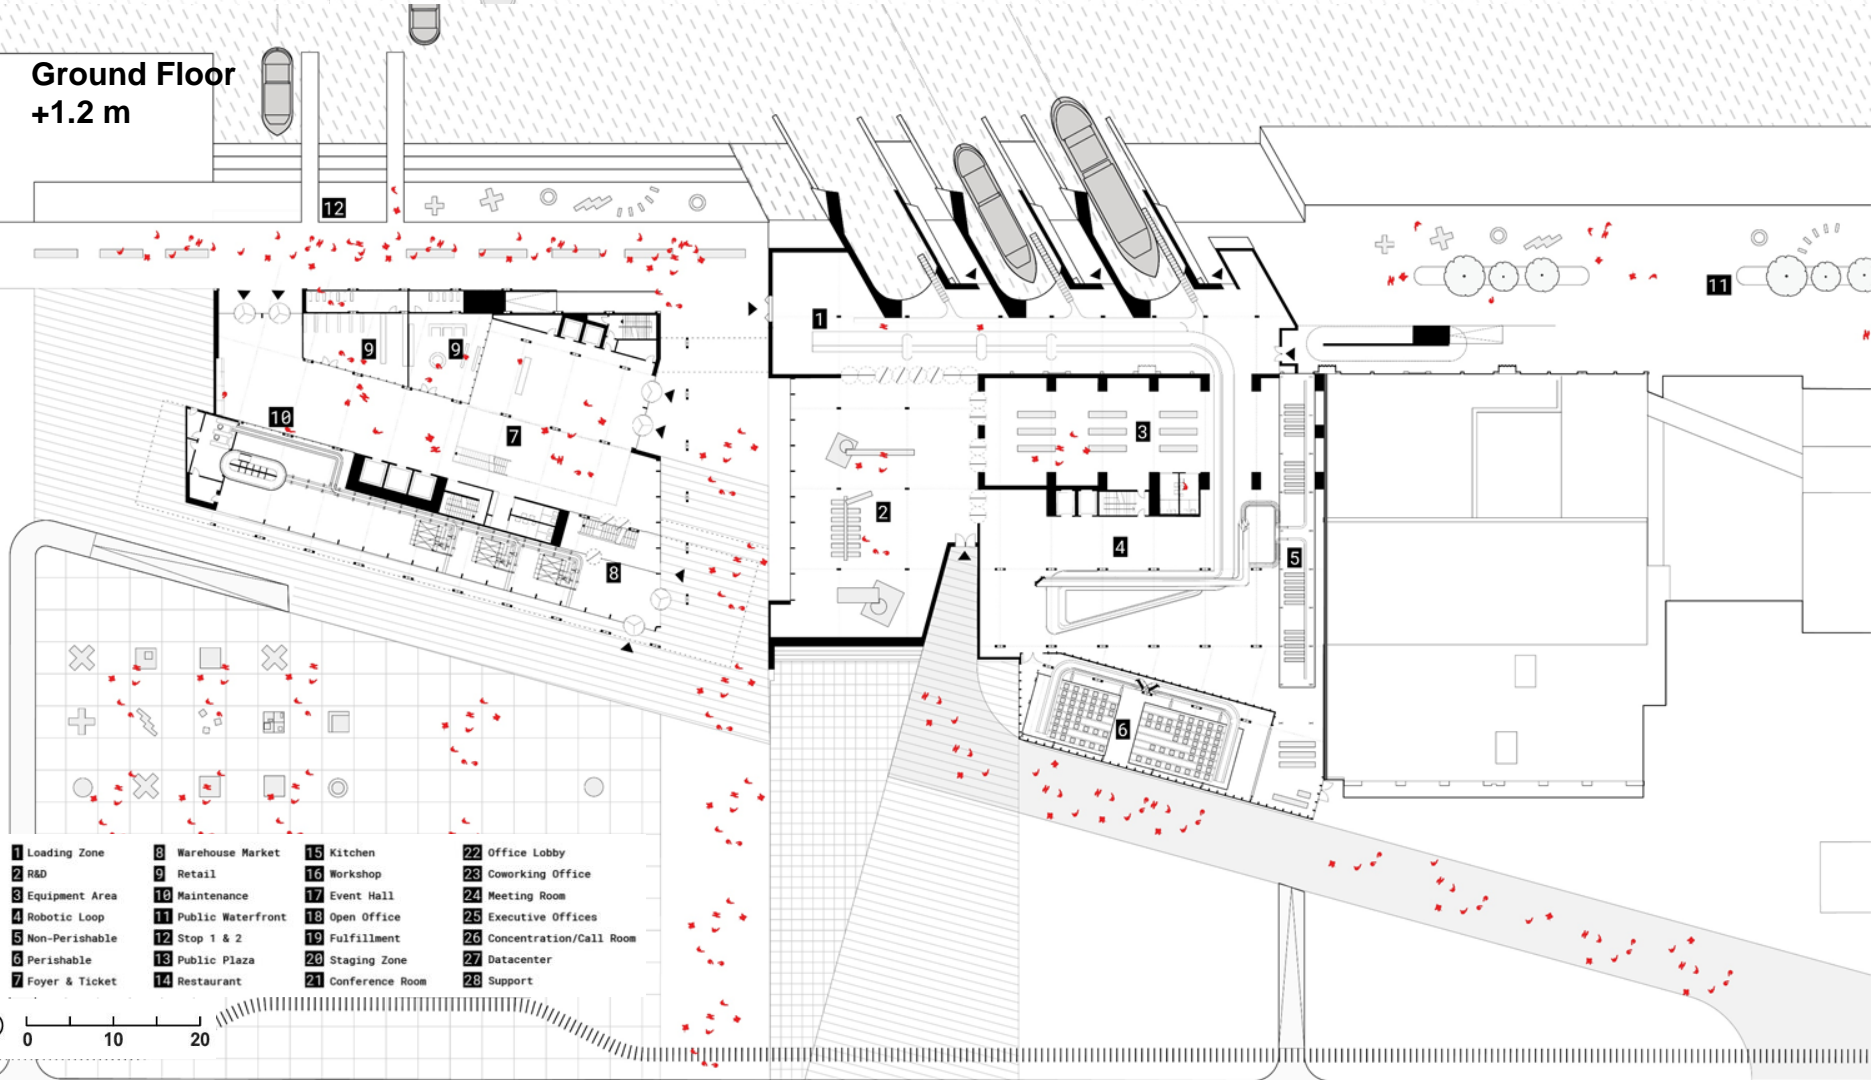 Ground Floor
+1.2 m
12
11
1
9
9
10
7
3
2
4
5
8
6
1 Loading Zone
2 R&D
3 Equipment Area
4 Robotic Loop
5 Non-Perishable
6 Perishable
7 Foyer & Ticket
8 Warehouse Market
9 Retail
10 Maintenance
11 Public Waterfront
12 Stop 1 & 2
13 Public Plaza
14 Restaurant
15 Kitchen
16 Workshop
17 Event Hall
18 Open Office
19 Fulfillment
20 Staging Zone
21 Conference Room
22 Office Lobby
23 Coworking Office
24 Meeting Room
25 Executive Offices
26 Concentration/Call Room
27 Datacenter
28 Support
0 10 20